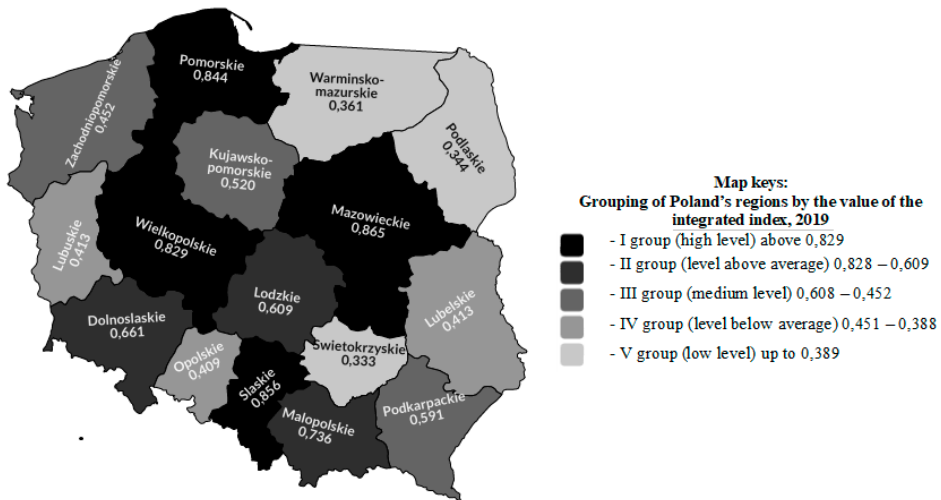 Pomorskie
0,844
Warminsko-
mazurskie
0,361
Zachodniopomorskie
0,452
Podlaskie
0,344
Kujawsko-
pomorskie
0,520
Mazowieckie
0,865
Lubuskie
0,413
Wielkopolskie
0,829
Lodzkie
0,609
Lubelskie
0,413
Dolnoslaskie
0,661
Opolskie
0,409
Swietokrzyskie
0,333
Slaskie
0,856
Malopolskie
0,736
Podkarpackie
0,591
Map keys:
Grouping of Poland's regions by the value of the
integrated index, 2019
- I group (high level) above 0,829
- II group (level above average) 0,828 – 0,609
- III group (medium level) 0,608 – 0,452
- IV group (level below average) 0,451 – 0,388
- V group (low level) up to 0,389